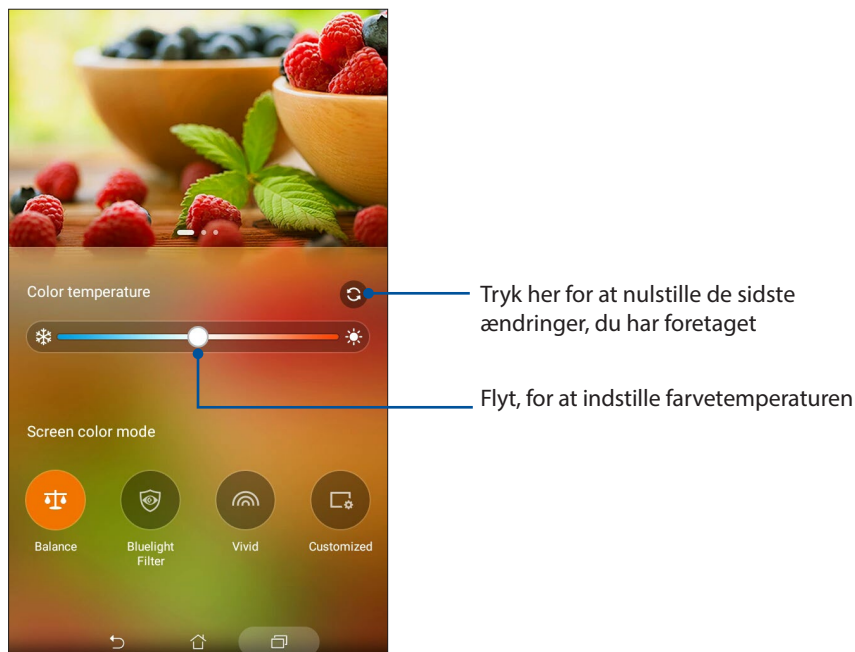 Color temperature
Tryk her for at nulstille de sidste
ændringer, du har foretaget
Flyt, for at indstille farvetemperaturen
Screen color mode
Balance
Bluelight
Filter
Vivid
Customized